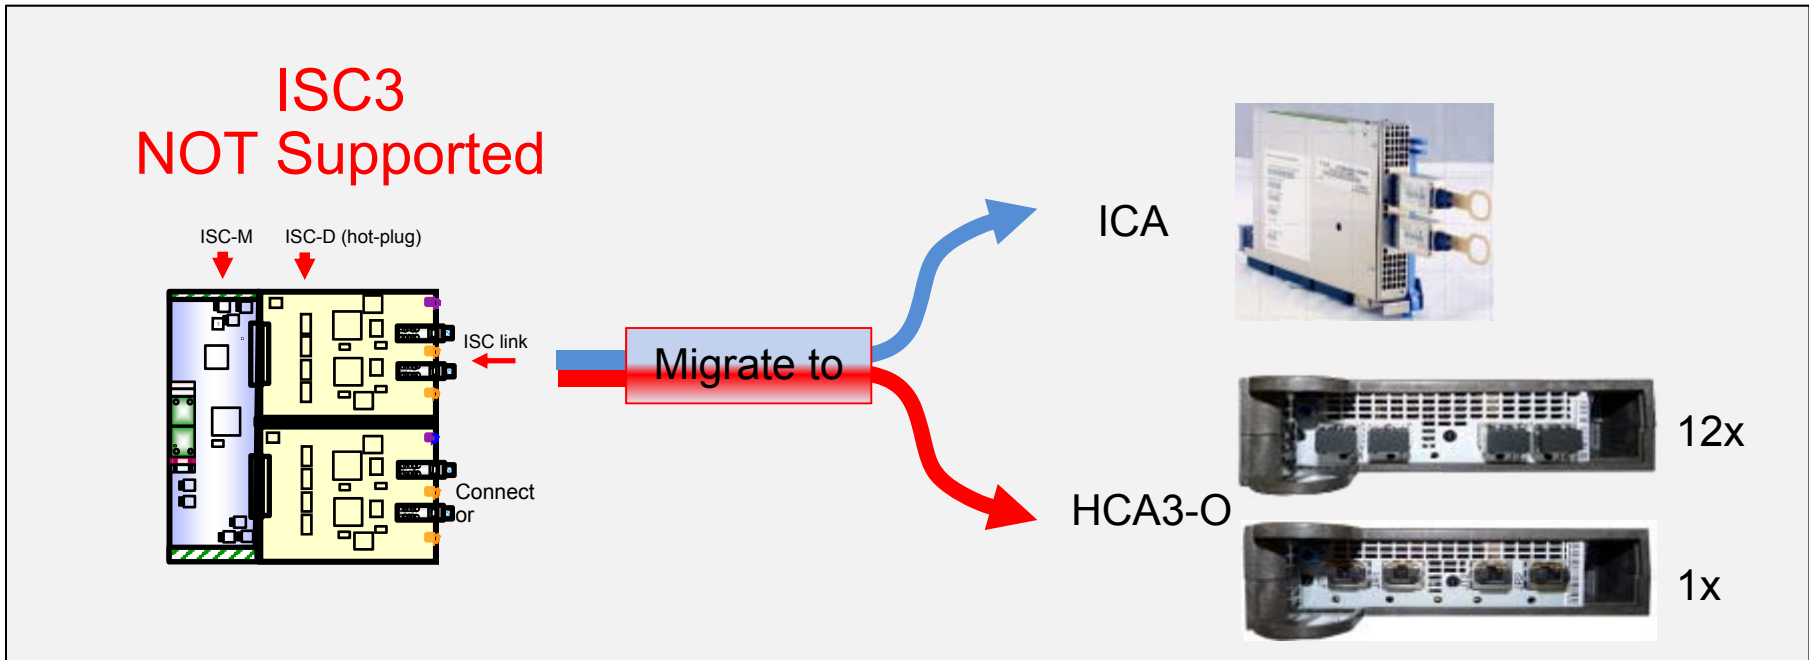 ISC3
NOT Supported
ISC-M
ISC-D (hot-plug)
ISC link
Connect
or
Migrate to
ICA
HCA3-O
12x
1x